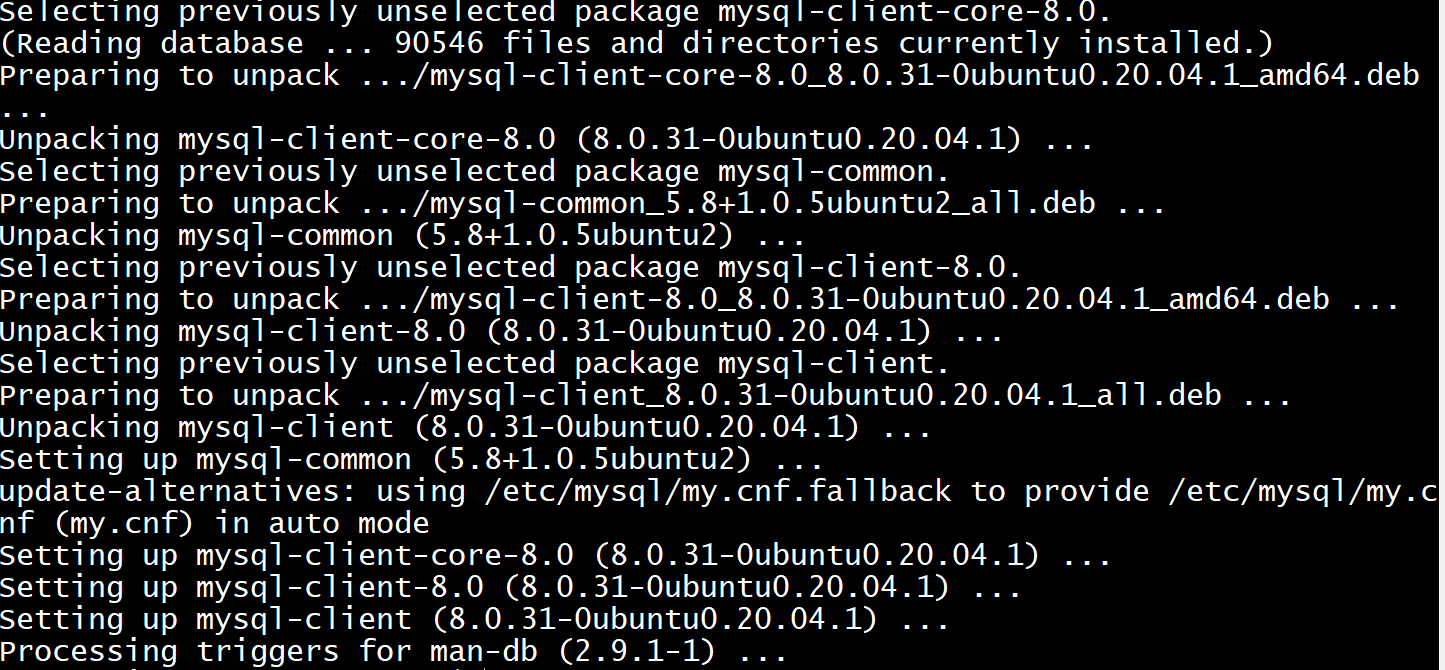 Selecting previously unselected package mysql-client-core-8.0.
(Reading database ... 90546 files and directories currently installed.)
Preparing to unpack .../mysql-client-core-8.0_8.0.31-0ubuntu0.20.04.1_amd64.deb
...
Unpacking mysql-client-core-8.0 (8.0.31-0ubuntu0.20.04.1) ...
Selecting previously unselected package mysql-common.
Preparing to unpack .../mysql-common_5.8+1.0.5ubuntu2_all.deb ...
Unpacking mysql-common (5.8+1.0.5ubuntu2) ...
Selecting previously unselected package mysql-client-8.0.
Preparing to unpack .../mysql-client-8.0_8.0.31-0ubuntu0.20.04.1_amd64.deb ...
Unpacking mysql-client-8.0 (8.0.31-0ubuntu0.20.04.1) ...
Selecting previously unselected package mysql-client.
Preparing to unpack .../mysql-client_8.0.31-0ubuntu0.20.04.1_all.deb ...
Unpacking mysql-client (8.0.31-0ubuntu0.20.04.1) ...
Setting up mysql-common (5.8+1.0.5ubuntu2) ...
update-alternatives: using /etc/mysql/my.cnf.fallback to provide /etc/mysql/my.c
nf (my.cnf) in auto mode
Setting up mysql-client-core-8.0 (8.0.31-0ubuntu0.20.04.1) ...
Setting up mysql-client-8.0 (8.0.31-0ubuntu0.20.04.1) ...
Setting up mysql-client (8.0.31-0ubuntu0.20.04.1) ...
Processing triggers for man-db (2.9.1-1) ...